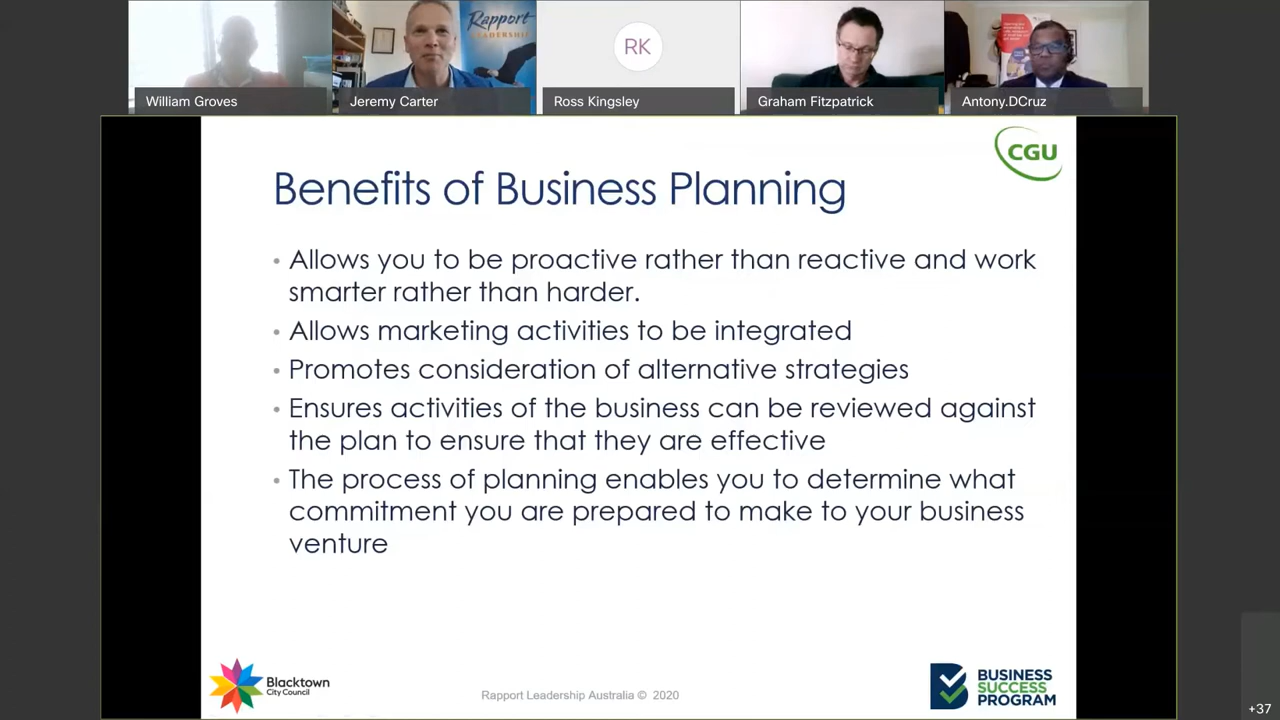 Rapport
LEADERSHIP
RK
William Groves
Jeremy Carter
Ross Kingsley
Graham Fitzpatrick
Antony.DCruz
CGU
Benefits of Business Planning
• Allows you to be proactive rather than reactive and work
smarter rather than harder.
• Allows marketing activities to be integrated
• Promotes consideration of alternative strategies
• Ensures activities of the business can be reviewed against
the plan to ensure that they are effective
• The process of planning enables you to determine what
commitment you are prepared to make to your business
venture
Blacktown
City Council
Rapport Leadership Australia © 2020
BUSINESS
SUCCESS
PROGRAM
+37